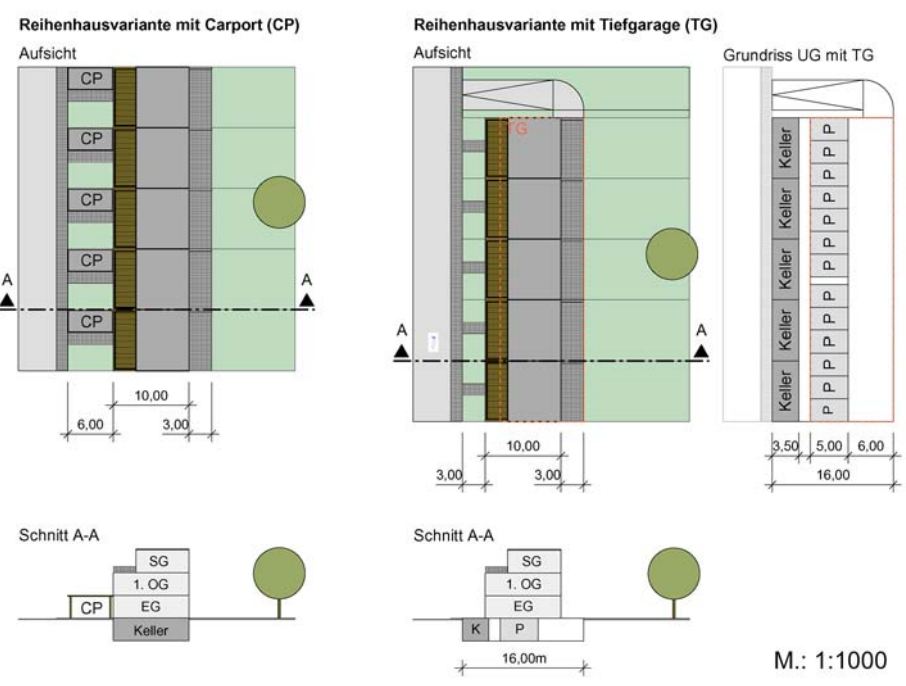 Reihenhausvariante mit Carport (CP)
Aufsicht
CP
CP
CP
CP
CP
A
A
10,00
6,00
3,00
Schnitt A-A
SG
1. OG
EG
CP
Keller
Reihenhausvariante mit Tiefgarage (TG)
Aufsicht
TG
A
A
10,00
3,00
3,00
Grundriss UG mit TG
Keller
Keller
Keller
Keller
Keller
P
P
P
P
P
P
P
P
P
P
P
P
P
3,50
5,00
6,00
16,00
Schnitt A-A
SG
1. OG
EG
K
P
16,00m
M.: 1:1000